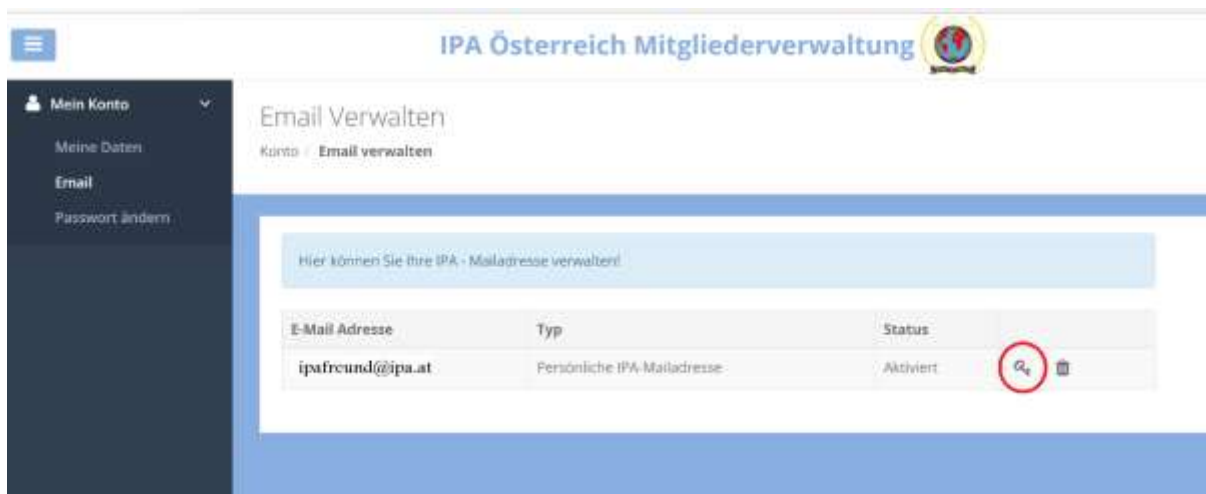 IPA Österreich Mitgliederverwaltung
Mein Konto
Meine Daten
Email
Passwort ändern
Email Verwalten
Konto / Email verwalten
Hier können Sie Ihre IPA - Mailadresse verwalten!
E-Mail Adresse Typ Status
ipafreund@ipa.at Persönliche IPA-Mailadresse Aktiviert